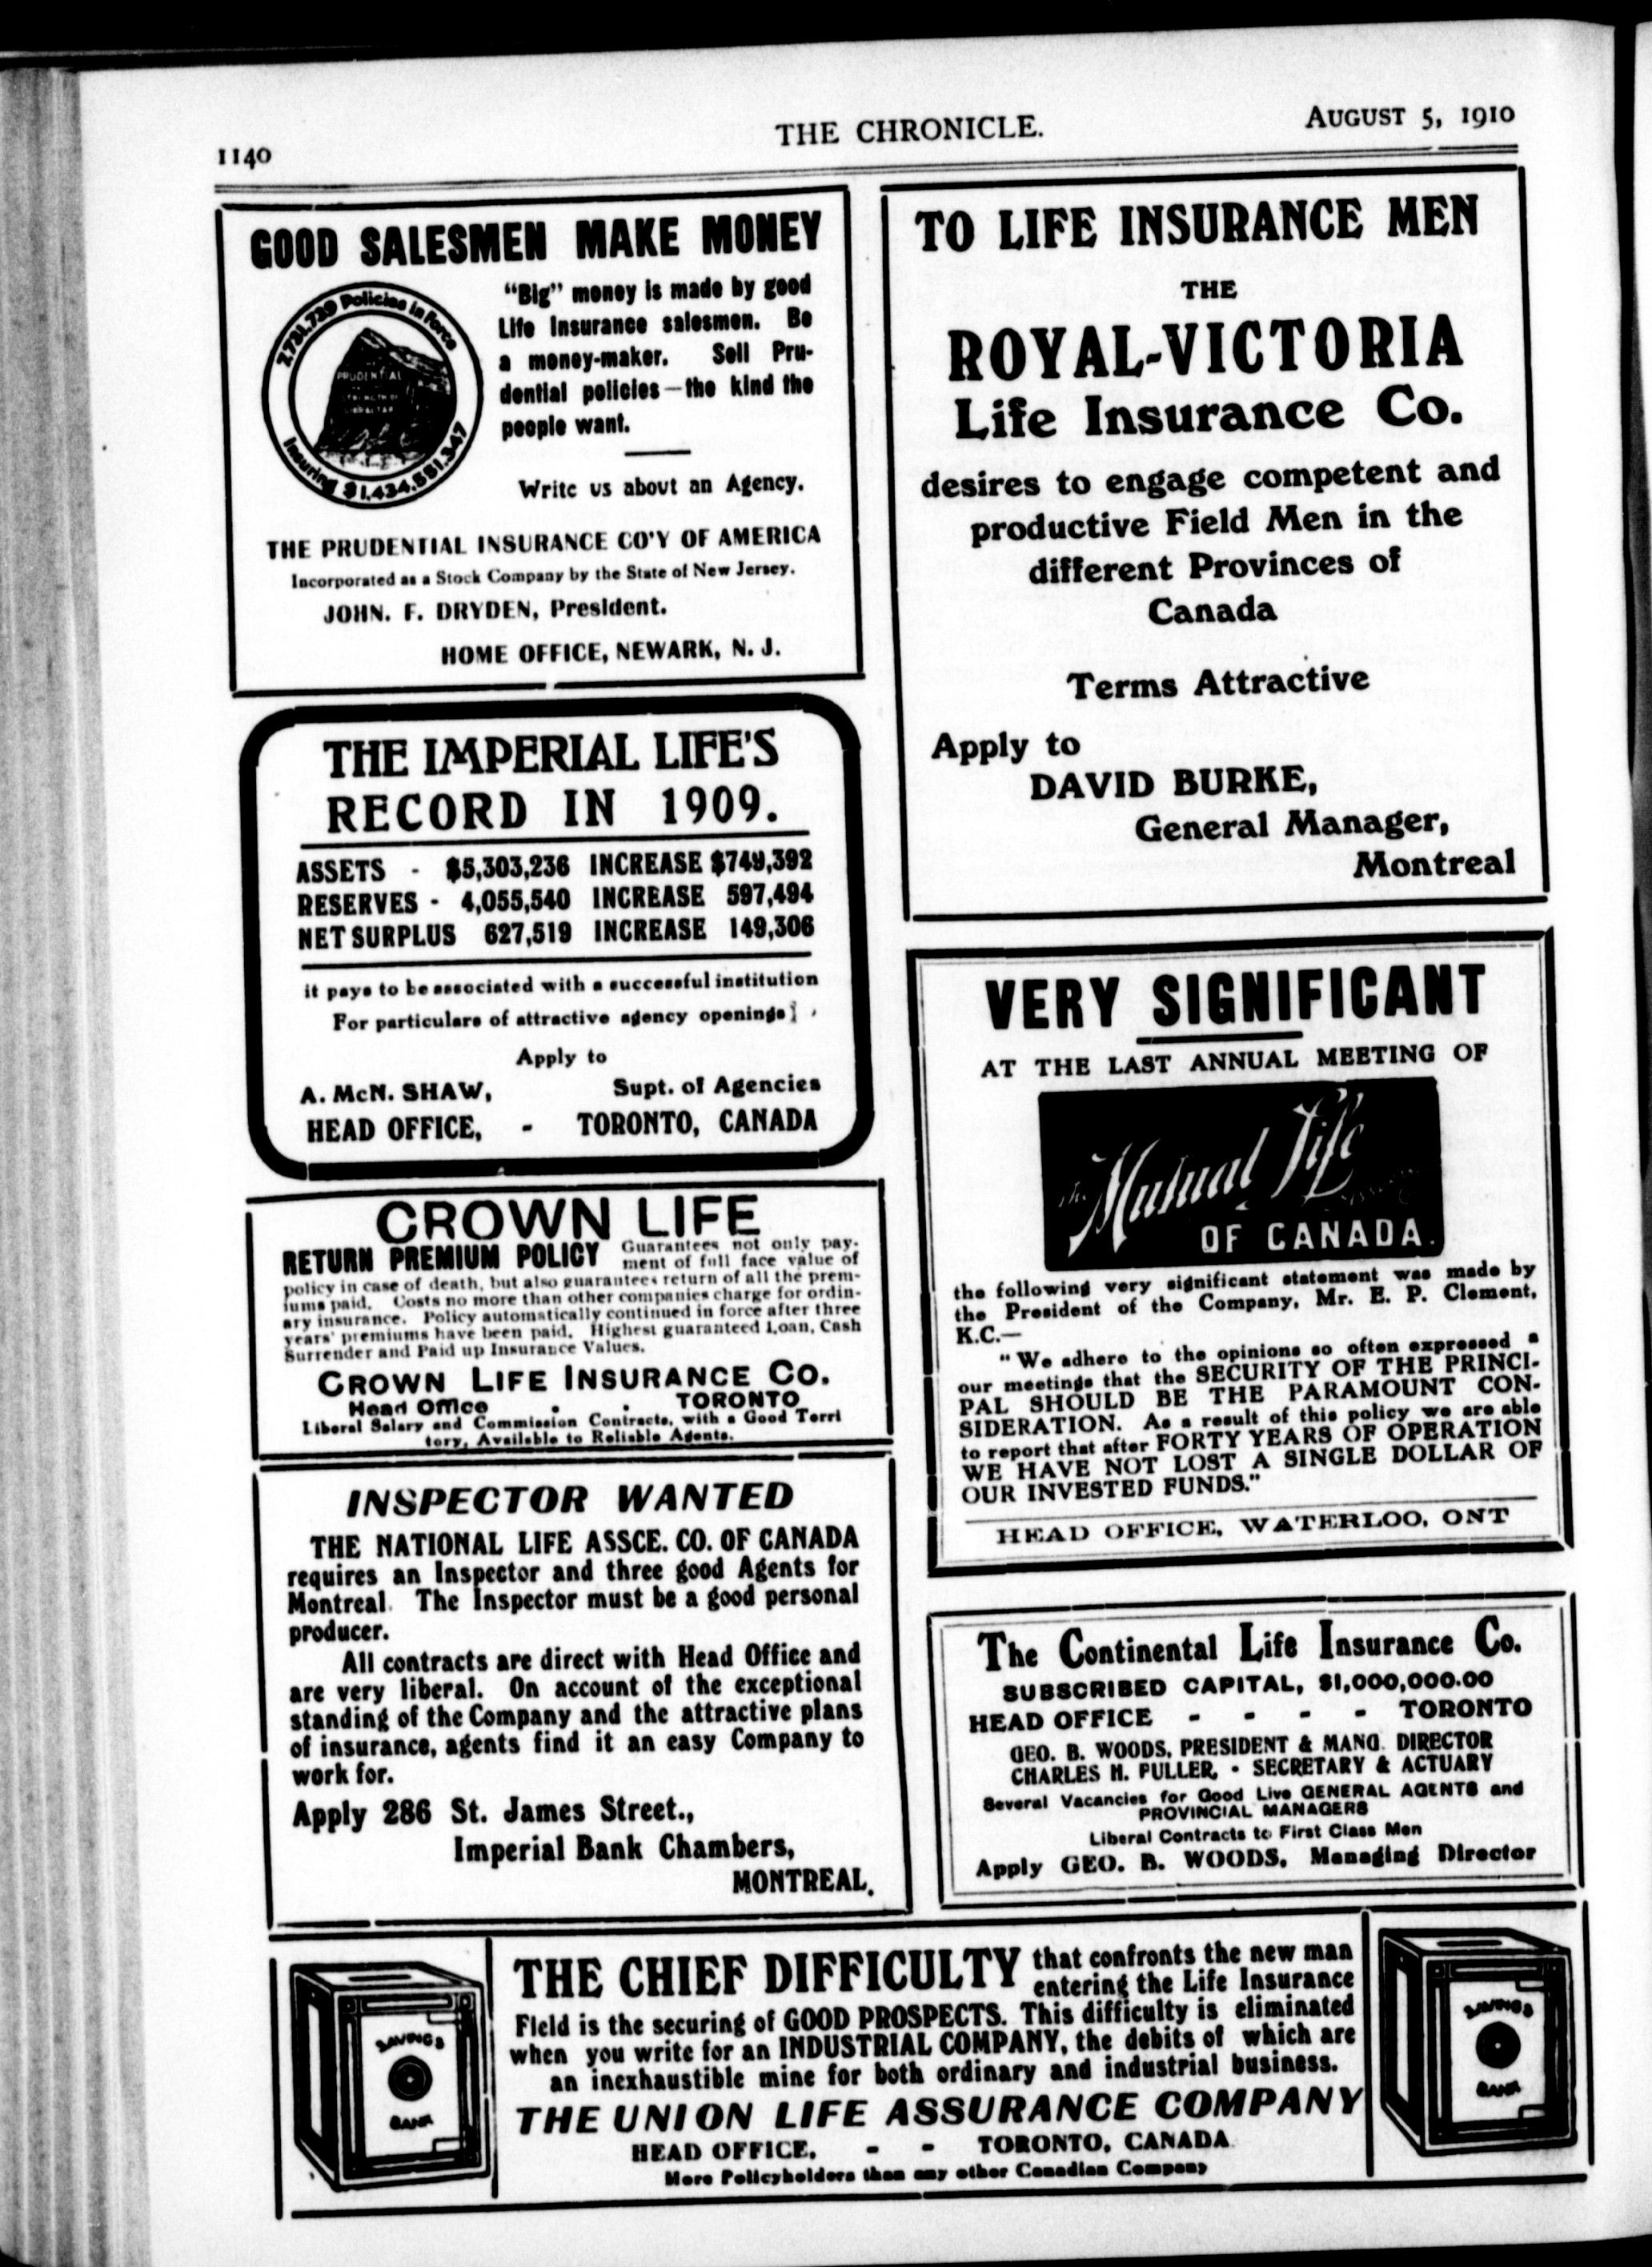 1140
THE CHRONICLE.
AUGUST 5, 1910
GOOD SALESMEN MAKE MONEY
7,781,739 Policies in Force
PRUDENTIAL
STRENGTH OF
GIBRALTAR
Insuring $1,434,551,347
“Big” money is made by good
Life Insurance salesmen. Be
a money-maker. Sell Pru-
dential policies—the kind the
people want.
Write us about an Agency.
THE PRUDENTIAL INSURANCE CO'Y OF AMERICA
Incorporated as a Stock Company by the State of New Jersey.
JOHN. F. DRYDEN, President.
HOME OFFICE, NEWARK, N. J.
THE IMPERIAL LIFE'S
RECORD IN 1909.
ASSETS - $5,303,236 INCREASE $749,392
RESERVES - 4,055,540 INCREASE 597,494
NET SURPLUS 627,519 INCREASE 149,306
it pays to be associated with a successful institution
For particulars of attractive agency openings
Apply to
A. McN. SHAW, Supt. of Agencies
HEAD OFFICE, - TORONTO, CANADA
CROWN LIFE
RETURN PREMIUM POLICY Guarantees not only pay-
ment of full face value of
policy in case of death, but also guarantees return of all the prem-
iums paid. Costs no more than other companies charge for ordin-
ary insurance. Policy automatically continued in force after three
years' premiums have been paid. Highest guaranteed Loan, Cash
Surrender and Paid up Insurance Values.
CROWN LIFE INSURANCE CO.
Head Office . . TORONTO
Liberal Salary and Commission Contracts, with a Good Terri
tory, Available to Reliable Agents.
INSPECTOR WANTED
THE NATIONAL LIFE ASSCE. CO. OF CANADA
requires an Inspector and three good Agents for
Montreal. The Inspector must be a good personal
producer.
All contracts are direct with Head Office and
are very liberal. On account of the exceptional
standing of the Company and the attractive plans
of insurance, agents find it an easy Company to
work for.
Apply 286 St. James Street.,
Imperial Bank Chambers,
MONTREAL.
TO LIFE INSURANCE MEN
THE
ROYAL-VICTORIA
Life Insurance Co.
desires to engage competent and
productive Field Men in the
different Provinces of
Canada
Terms Attractive
Apply to
DAVID BURKE,
General Manager,
Montreal
VERY SIGNIFICANT
AT THE LAST ANNUAL MEETING OF
The Mutual Life
OF CANADA.
the following very significant statement was made by
the President of the Company, Mr. E. P. Clement,
K.C.—
“We adhere to the opinions so often expressed a
our meetings that the SECURITY OF THE PRINCI-
PAL SHOULD BE THE PARAMOUNT CON-
SIDERATION. As a result of this policy we are able
to report that after FORTY YEARS OF OPERATION
WE HAVE NOT LOST A SINGLE DOLLAR OF
OUR INVESTED FUNDS.”
HEAD OFFICE, WATERLOO, ONT
The Continental Life Insurance Co.
SUBSCRIBED CAPITAL, $1,000,000.00
HEAD OFFICE - - - - TORONTO
GEO. B. WOODS, PRESIDENT & MANG. DIRECTOR
CHARLES H. FULLER, - SECRETARY & ACTUARY
Several Vacancies for Good Live GENERAL AGENTS and
PROVINCIAL MANAGERS
Liberal Contracts to First Class Men
Apply GEO. B. WOODS, Managing Director
SAVINGS
BANK
THE CHIEF DIFFICULTY that confronts the new man
entering the Life Insurance
Field is the securing of GOOD PROSPECTS. This difficulty is eliminated
when you write for an INDUSTRIAL COMPANY, the debits of which are
an inexhaustible mine for both ordinary and industrial business.
THE UNION LIFE ASSURANCE COMPANY
HEAD OFFICE, - - TORONTO, CANADA
More Policyholders than any other Canadian Company
SAVINGS
BANK